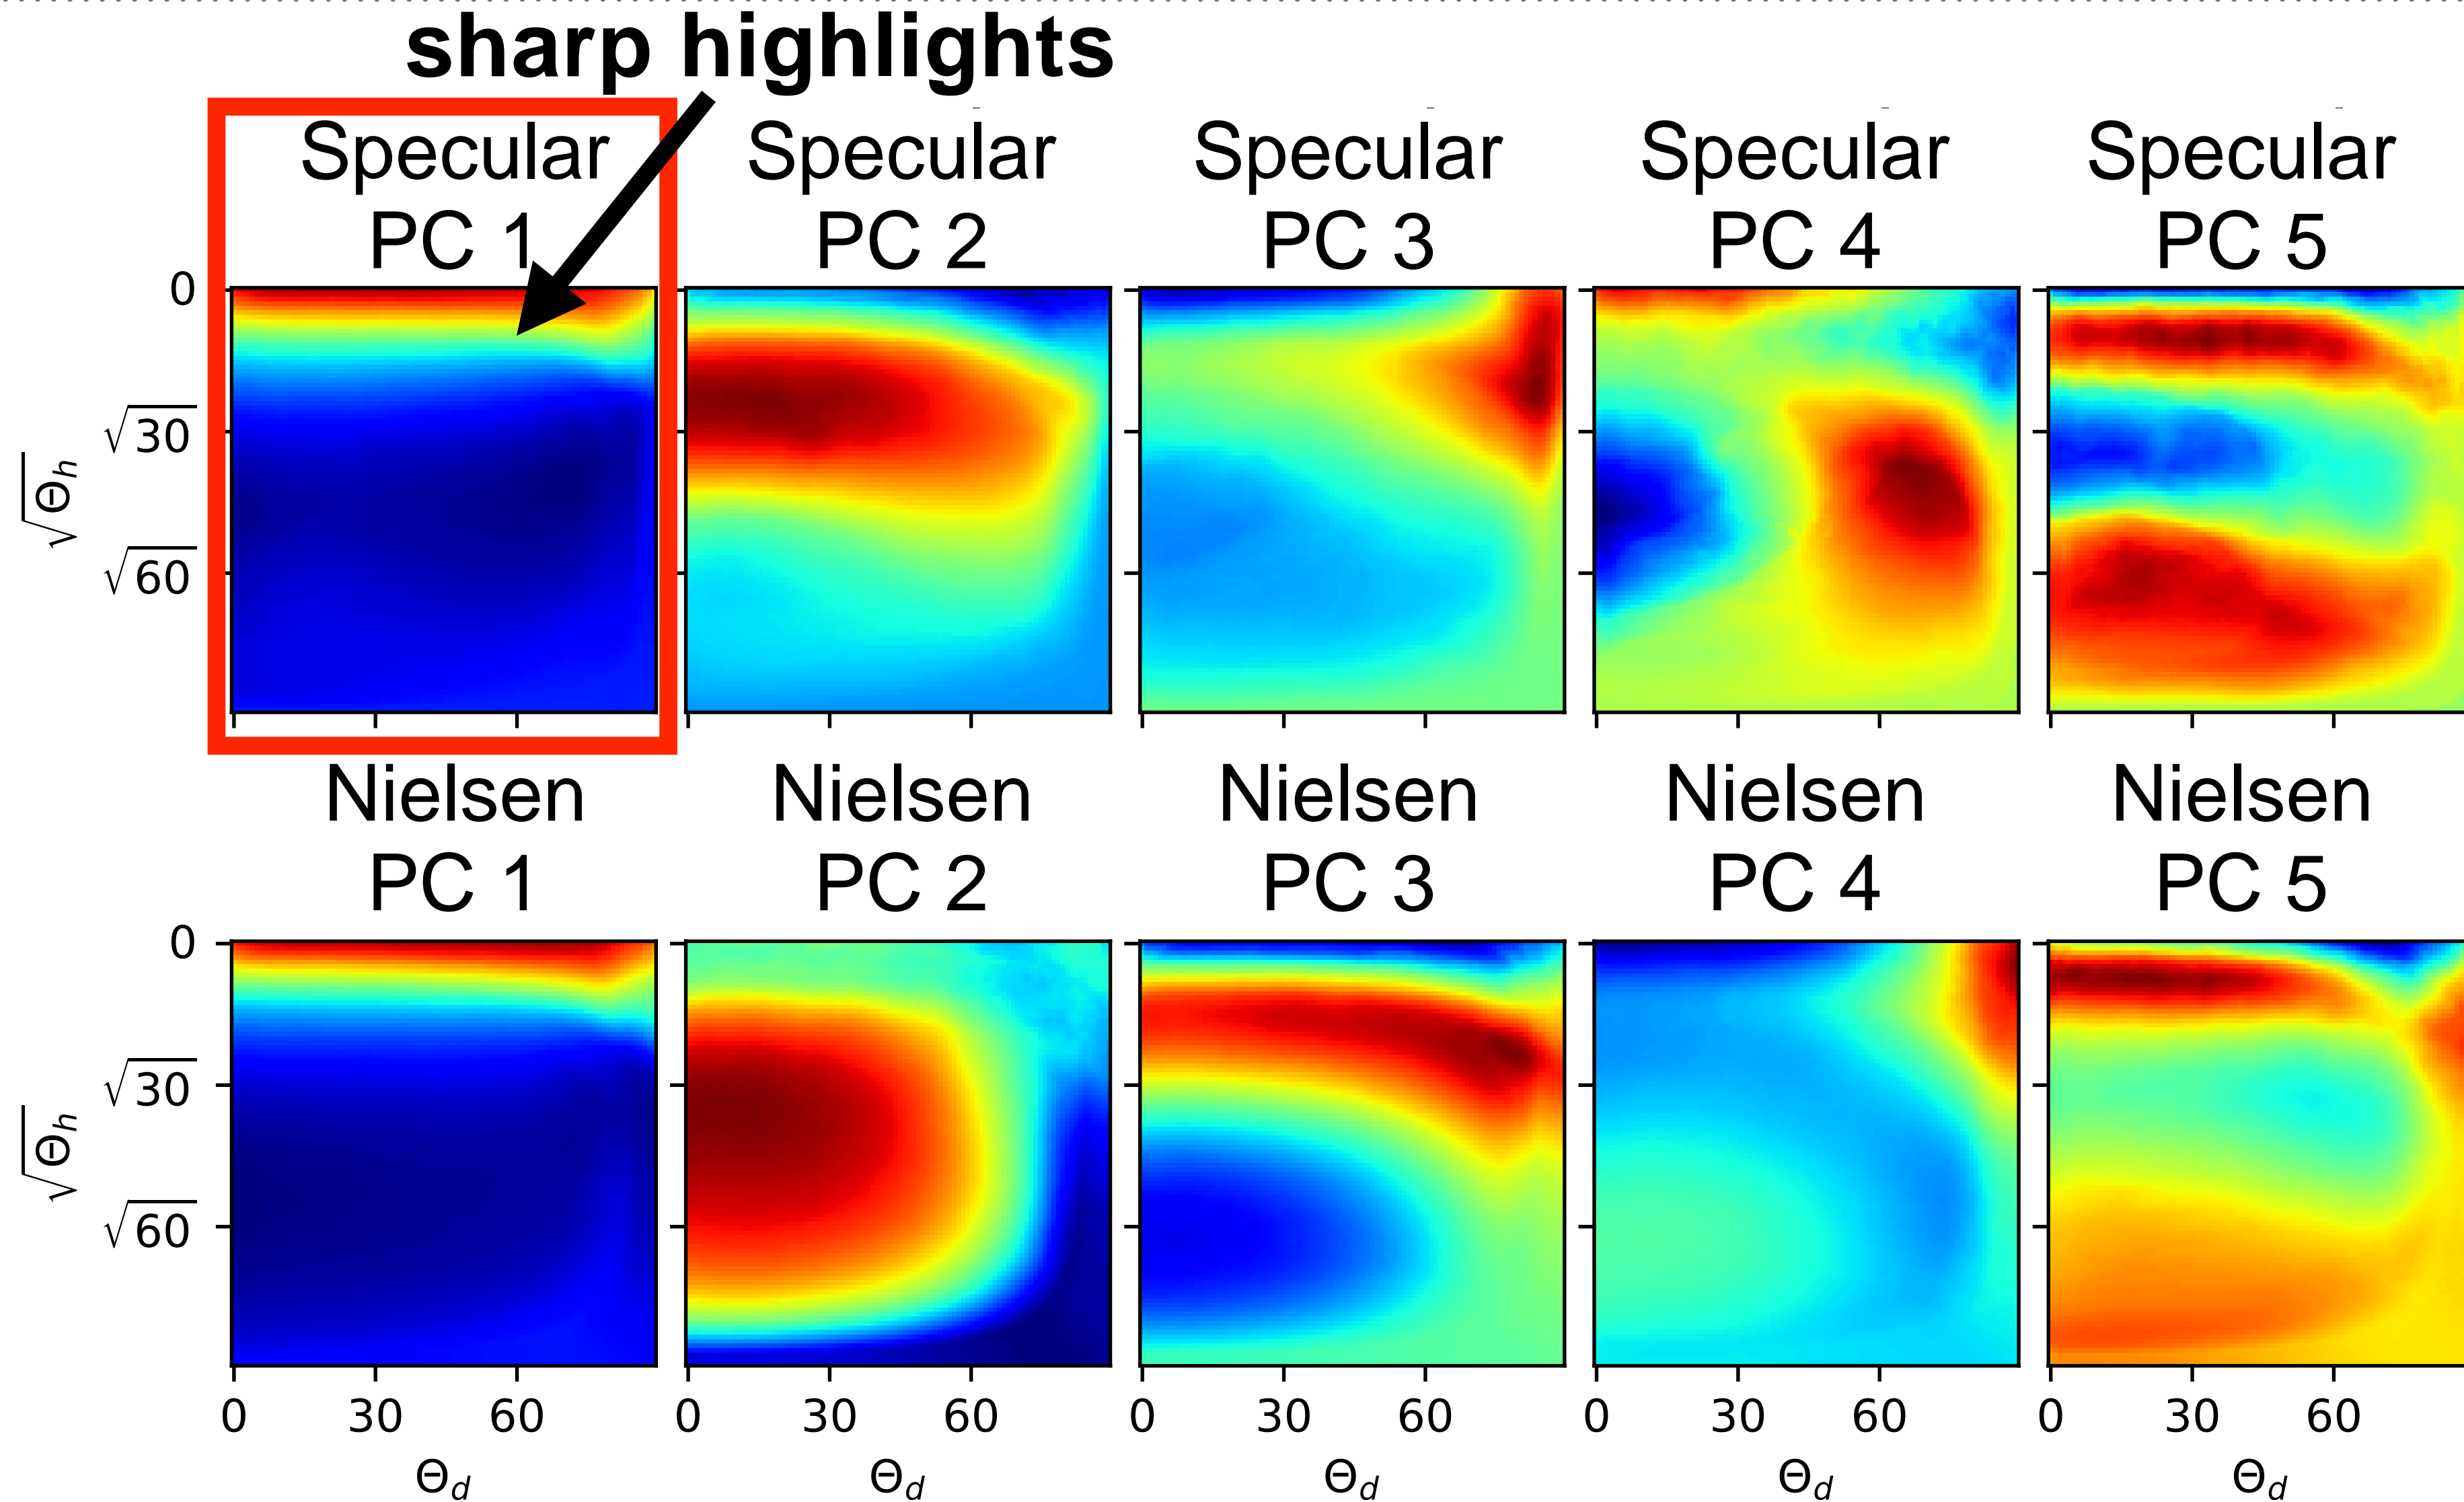 sharp highlights
Specular PC 1
Specular PC 2
Specular PC 3
Specular PC 4
Specular PC 5
0
√30
√60
√Θh
Nielsen PC 1
Nielsen PC 2
Nielsen PC 3
Nielsen PC 4
Nielsen PC 5
0
√30
√60
√Θh
0 30 60
0 30 60
0 30 60
0 30 60
0 30 60
Θd
Θd
Θd
Θd
Θd